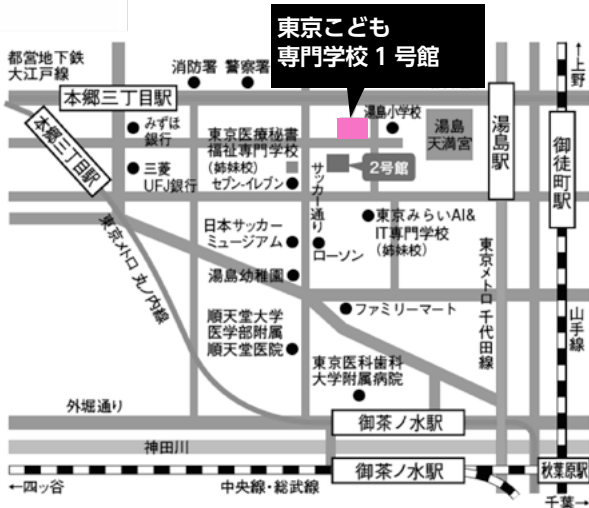 東京こども
専門学校 1 号館
都営地下鉄
大江戸線
消防署
警察署
↑上野
本郷三丁目駅
本郷三丁目駅
みずほ
銀行
東京医療秘書
福祉専門学校
(姉妹校)
湯島小学校
湯島
天満宮
湯島駅
御徒町駅
三菱
UFJ銀行
セブン-イレブン
サッカー通り
2号館
日本サッカー
ミュージアム
ローソン
東京みらいAI&
IT専門学校
(姉妹校)
東京メトロ 丸ノ内線
湯島幼稚園
東京メトロ 千代田線
山手線
順天堂大学
医学部附属
順天堂医院
ファミリーマート
東京医科歯科
大学附属病院
外堀通り
御茶ノ水駅
神田川
御茶ノ水駅
秋葉原駅
←四ッ谷
中央線・総武線
千葉→